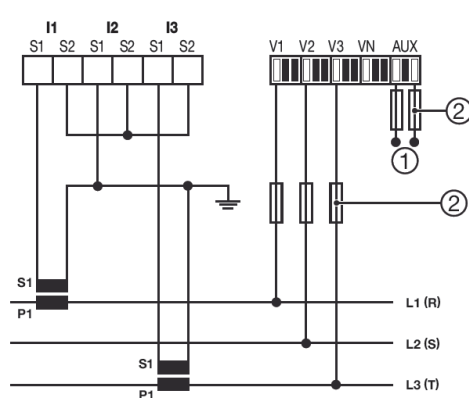 I1 I2 I3
S1 S2 S1 S2 S1 S2
V1 V2 V3 VN AUX
2
1
2
S1
P1
L1 (R)
L2 (S)
S1
P1
L3 (T)